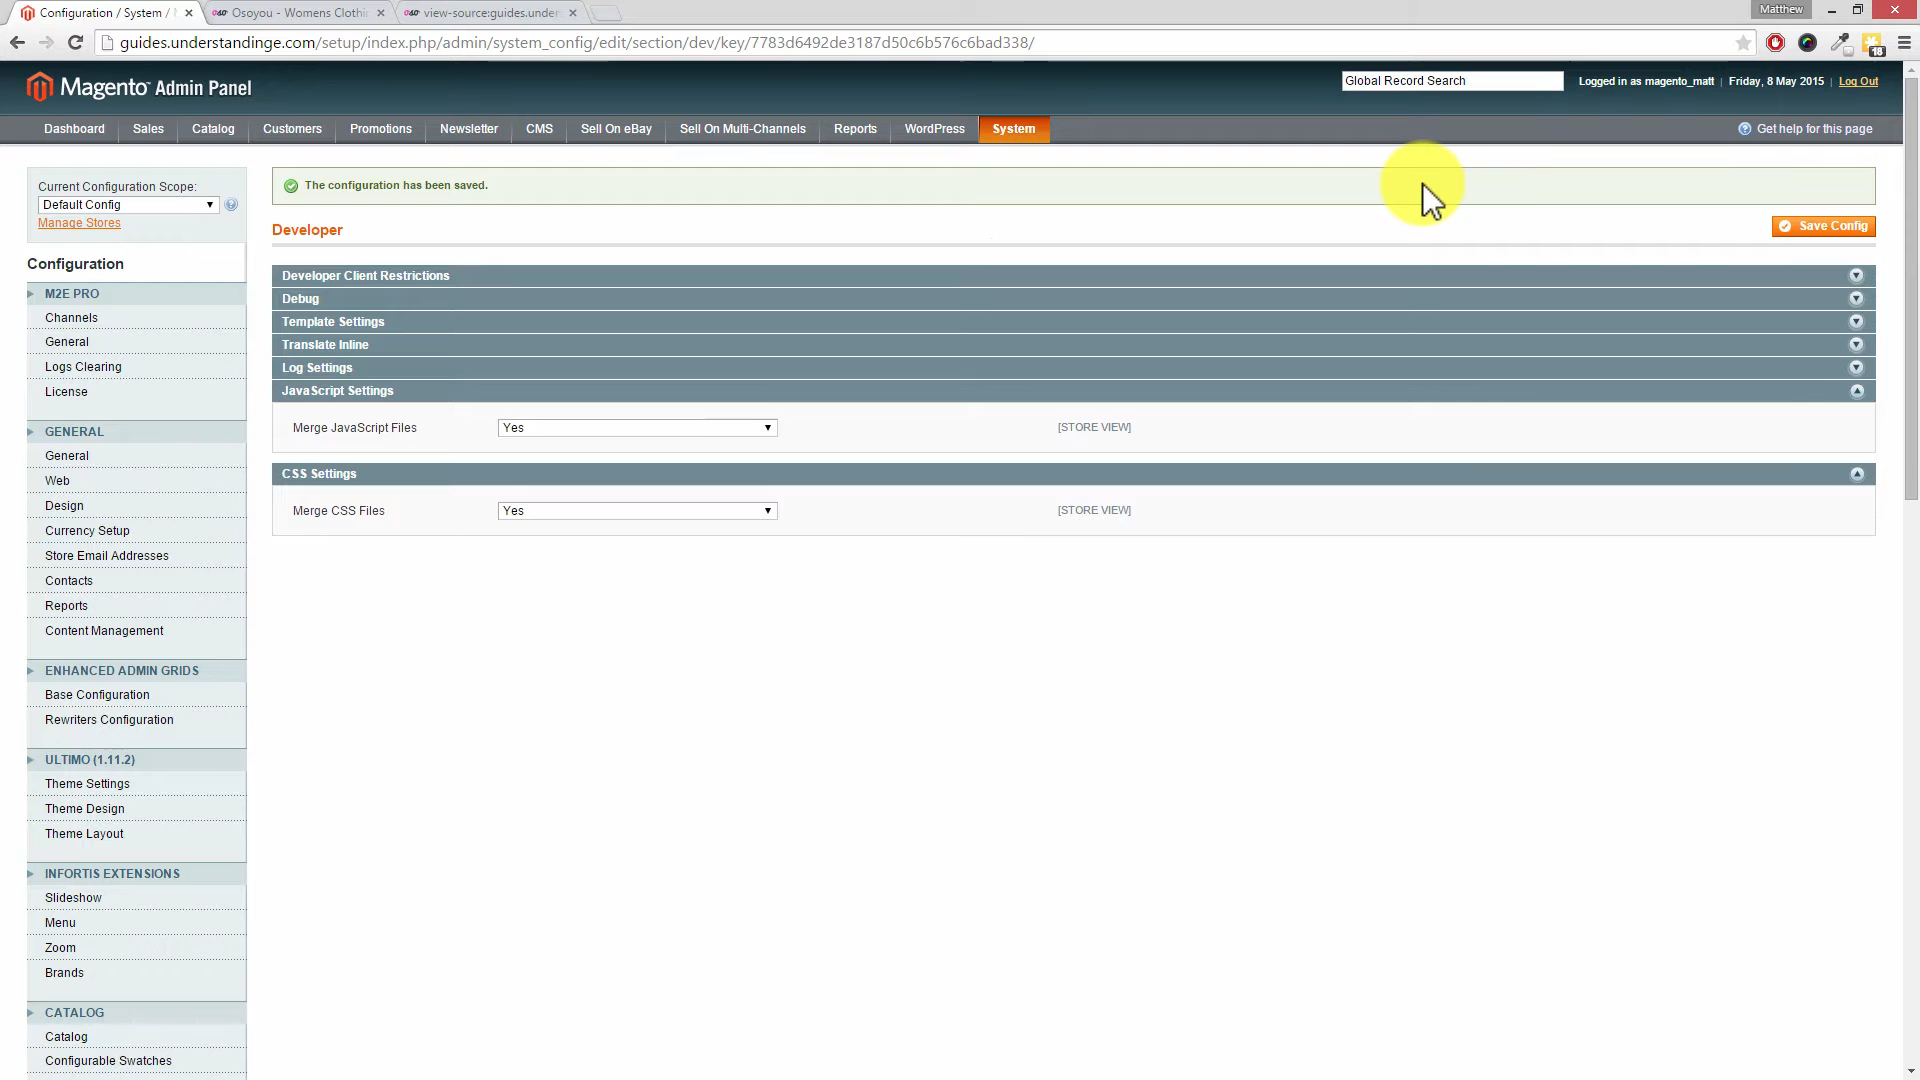 Configuration / System /
Osoyou - Womens Clothin
view-source:guides.under
Matthew
guides.understandinge.com/setup/index.php/admin/system_config/edit/section/dev/key/7783d6492de3187d50c6b576c6bad338/
18
Magento Admin Panel
Global Record Search
Logged in as magento_matt | Friday, 8 May 2015 | Log Out
Dashboard Sales Catalog Customers Promotions Newsletter CMS Sell On eBay Sell On Multi-Channels Reports WordPress System
Get help for this page
Current Configuration Scope:
Default Config
Manage Stores
The configuration has been saved.
Developer
Save Config
Configuration
M2E PRO
Channels
General
Logs Clearing
License
GENERAL
General
Web
Design
Currency Setup
Store Email Addresses
Contacts
Reports
Content Management
ENHANCED ADMIN GRIDS
Base Configuration
Rewriters Configuration
ULTIMO (1.11.2)
Theme Settings
Theme Design
Theme Layout
INFORTIS EXTENSIONS
Slideshow
Menu
Zoom
Brands
CATALOG
Catalog
Configurable Swatches
Developer Client Restrictions
Debug
Template Settings
Translate Inline
Log Settings
JavaScript Settings
Merge JavaScript Files Yes [STORE VIEW]
CSS Settings
Merge CSS Files Yes [STORE VIEW]